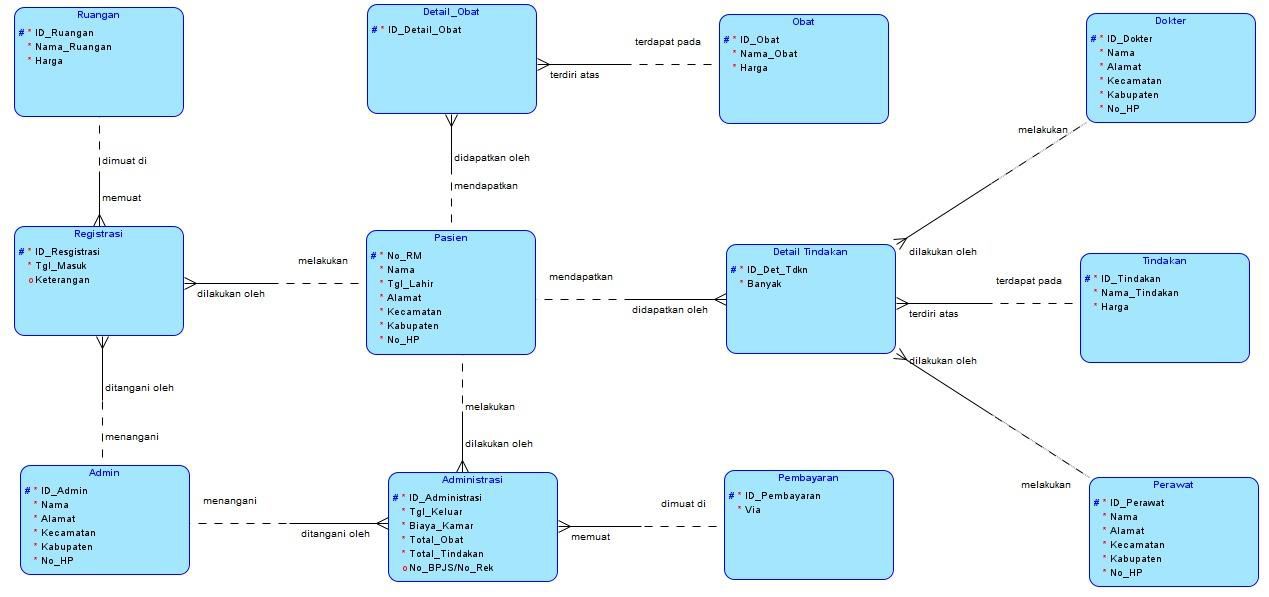 Ruangan
# * ID_Ruangan
* Nama_Ruangan
* Harga
Detail_Obat
# * ID_Detail_Obat
terdapat pada
terdiri atas
Obat
# * ID_Obat
* Nama_Obat
* Harga
Dokter
# * ID_Dokter
* Nama
* Alamat
* Kecamatan
* Kabupaten
* No_HP
dimuat di
memuat
didapatkan oleh
mendapatkan
melakukan
dilakukan oleh
Registrasi
# * ID_Resgistrasi
* Tgl_Masuk
o Keterangan
melakukan
dilakukan oleh
Pasien
# * No_RM
* Nama
* Tgl_Lahir
* Alamat
* Kecamatan
* Kabupaten
* No_HP
mendapatkan
didapatkan oleh
Detail Tindakan
# * ID_Det_Tdkn
* Banyak
terdapat pada
terdiri atas
Tindakan
# * ID_Tindakan
* Nama_Tindakan
* Harga
ditangani oleh
menangani
melakukan
dilakukan oleh
dilakukan oleh
melakukan
Admin
# * ID_Admin
* Nama
* Alamat
* Kecamatan
* Kabupaten
* No_HP
menangani
ditangani oleh
Administrasi
# * ID_Administrasi
* Tgl_Keluar
* Biaya_Kamar
* Total_Obat
* Total_Tindakan
o No_BPJS/No_Rek
dimuat di
memuat
Pembayaran
# * ID_Pembayaran
* Via
Perawat
# * ID_Perawat
* Nama
* Alamat
* Kecamatan
* Kabupaten
* No_HP